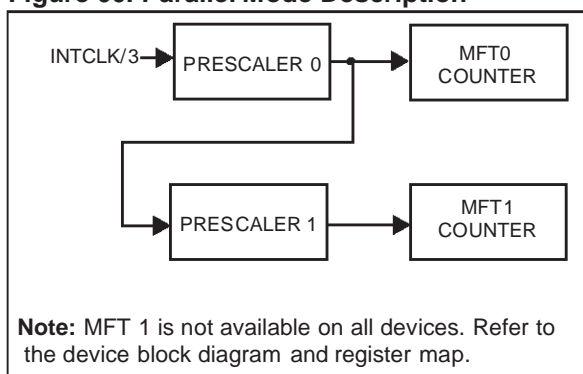 Figure Parallel Mode Description
INTCLK/3
PRESCALER 0
MFT0
COUNTER
PRESCALER 1
MFT1
COUNTER
Note: MFT 1 is not available on all devices. Refer to
the device block diagram and register map.